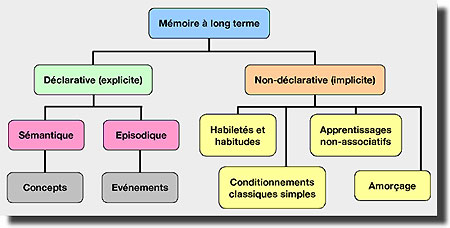 Mémoire à long terme
Déclarative (explicite)
Non-déclarative (implicite)
Sémantique
Episodique
Habiletés et
habitudes
Apprentissages
non-associatifs
Concepts
Evénements
Conditionnements
classiques simples
Amorçage